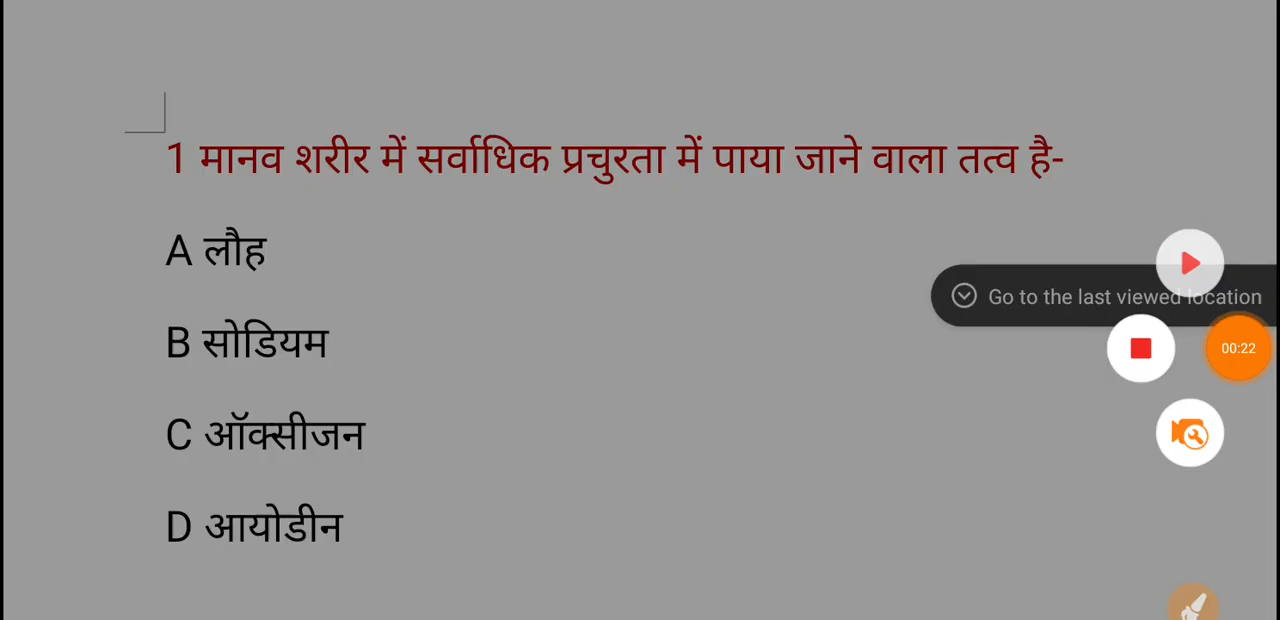 1 मानव शरीर में सर्वाधिक प्रचुरता में पाया जाने वाला तत्व है-
A लौह
Go to the last viewed location
B सोडियम
00:22
C ऑक्सीजन
D आयोडीन